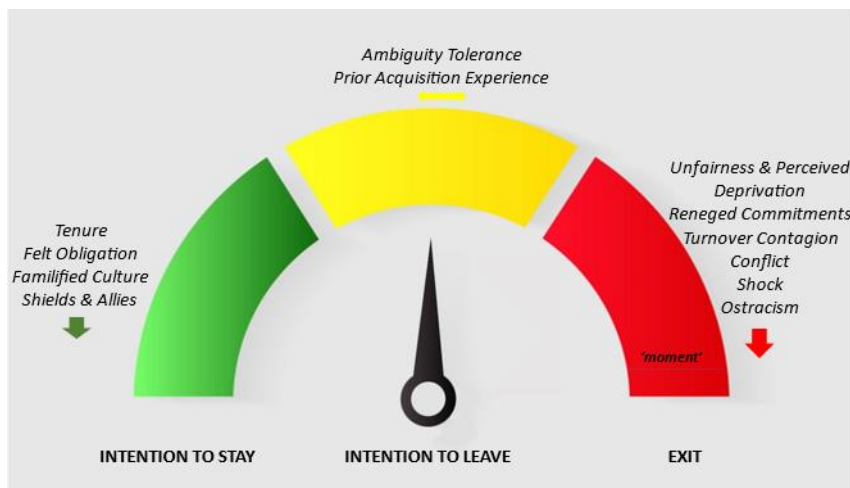 Ambiguity Tolerance
Prior Acquisition Experience
Unfairness & Perceived
Deprivation
Reneged Commitments
Turnover Contagion
Conflict
Shock
Ostracism
Tenure
Felt Obligation
Familified Culture
Shields & Allies
'moment'
INTENTION TO STAY
INTENTION TO LEAVE
EXIT